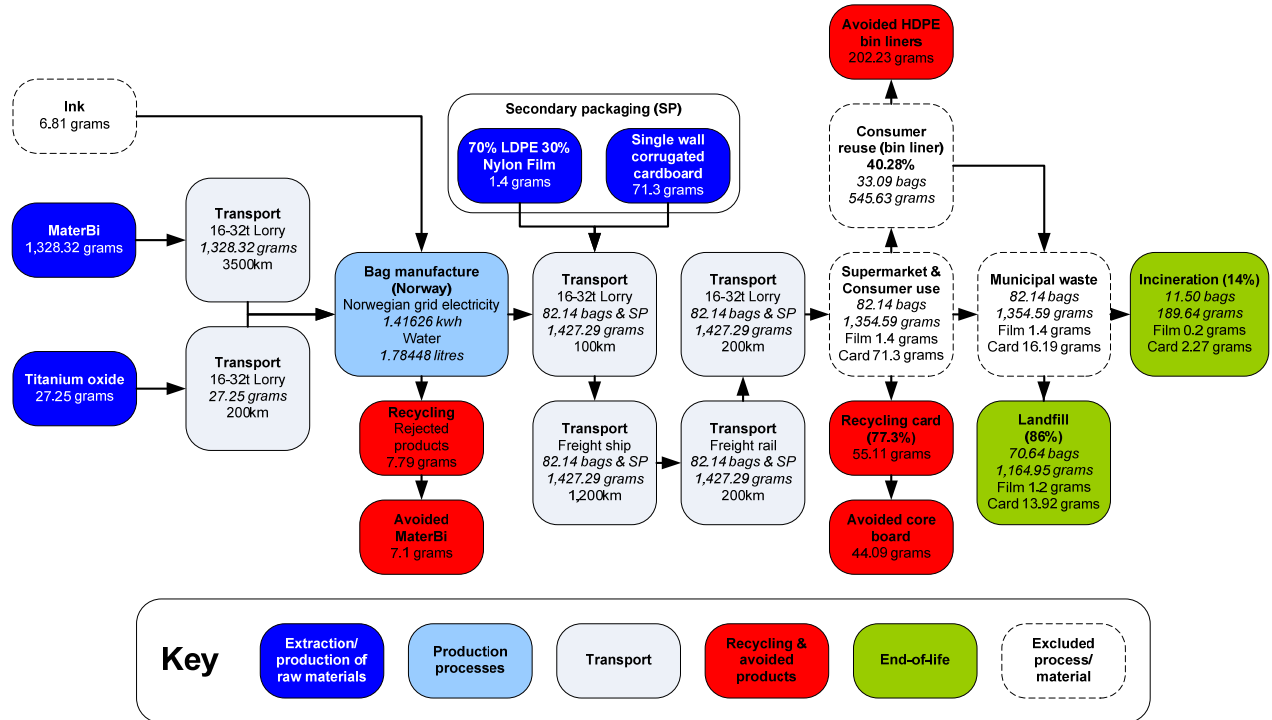 Avoided HDPE
bin liners
202.23 grams
Ink
6.81 grams
Secondary packaging (SP)
70% LDPE 30%
Nylon Film
1.4 grams
Single wall
corrugated
cardboard
71.3 grams
Consumer
reuse (bin liner)
40.28%
33.09 bags
545.63 grams
MaterBi
1,328.32 grams
Transport
16-32t Lorry
1,328.32 grams
3500km
Bag manufacture
(Norway)
Norwegian grid electricity
1.41626 kwh
Water
1.78448 litres
Transport
16-32t Lorry
82.14 bags & SP
1,427.29 grams
100km
Transport
16-32t Lorry
82.14 bags & SP
1,427.29 grams
200km
Supermarket &
Consumer use
82.14 bags
1,354.59 grams
Film 1.4 grams
Card 71.3 grams
Municipal waste
82.14 bags
1,354.59 grams
Film 1.4 grams
Card 16.19 grams
Incineration (14%)
11.50 bags
189.64 grams
Film 0.2 grams
Card 2.27 grams
Titanium oxide
27.25 grams
Transport
16-32t Lorry
27.25 grams
200km
Recycling
Rejected
products
7.79 grams
Transport
Freight ship
82.14 bags & SP
1,427.29 grams
1,200km
Transport
Freight rail
82.14 bags & SP
1,427.29 grams
200km
Recycling card
(77.3%)
55.11 grams
Landfill
(86%)
70.64 bags
1,164.95 grams
Film 1.2 grams
Card 13.92 grams
Avoided
MaterBi
7.1 grams
Avoided core
board
44.09 grams
Key
Extraction/
production of
raw materials
Production
processes
Transport
Recycling &
avoided
products
End-of-life
Excluded
process/
material